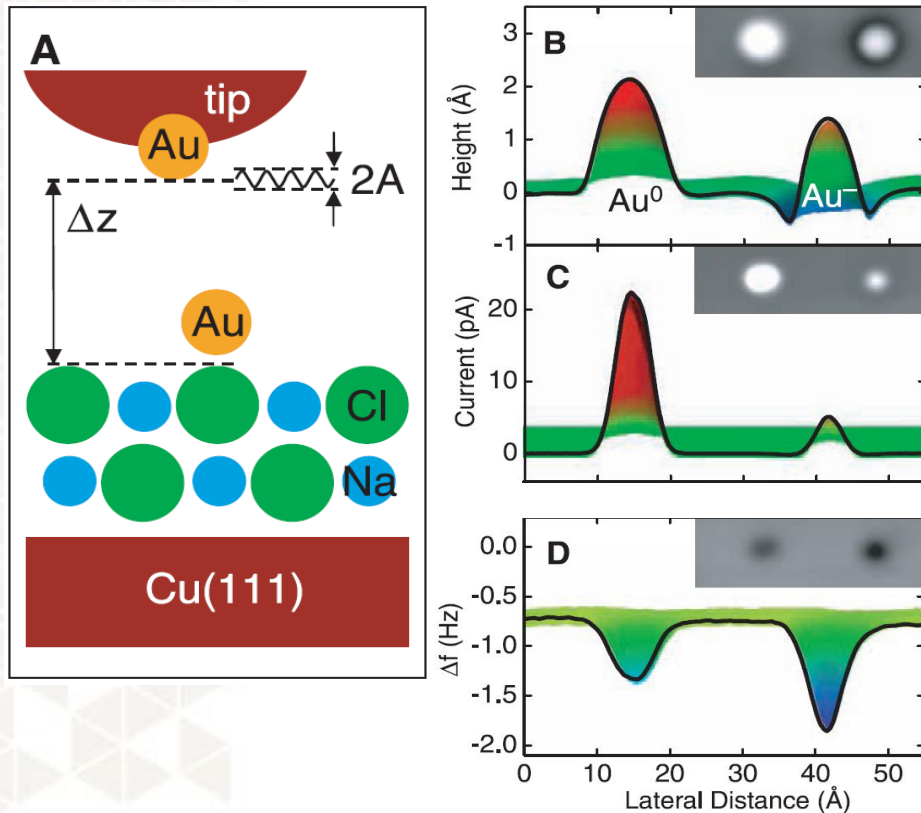 A
tip
Au
2A
Δz
Au
Cl
Na
Cu(111)
B
Height (Å)
3
2
1
0
-1
Au⁰
Au⁻
C
Current (pA)
20
10
0
D
Δf (Hz)
0.0
-0.5
-1.0
-1.5
-2.0
0 10 20 30 40 50
Lateral Distance (Å)